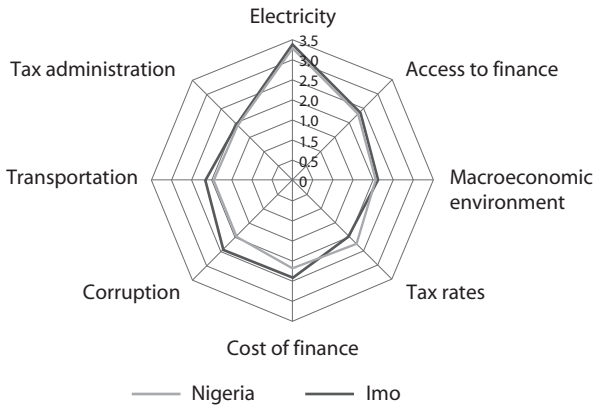 Electricity
3.5
3.0
2.5
2.0
1.0
1.5
0.5
0
Tax administration
Access to finance
Transportation
Macroeconomic
environment
Corruption
Tax rates
Cost of finance
Nigeria
Imo